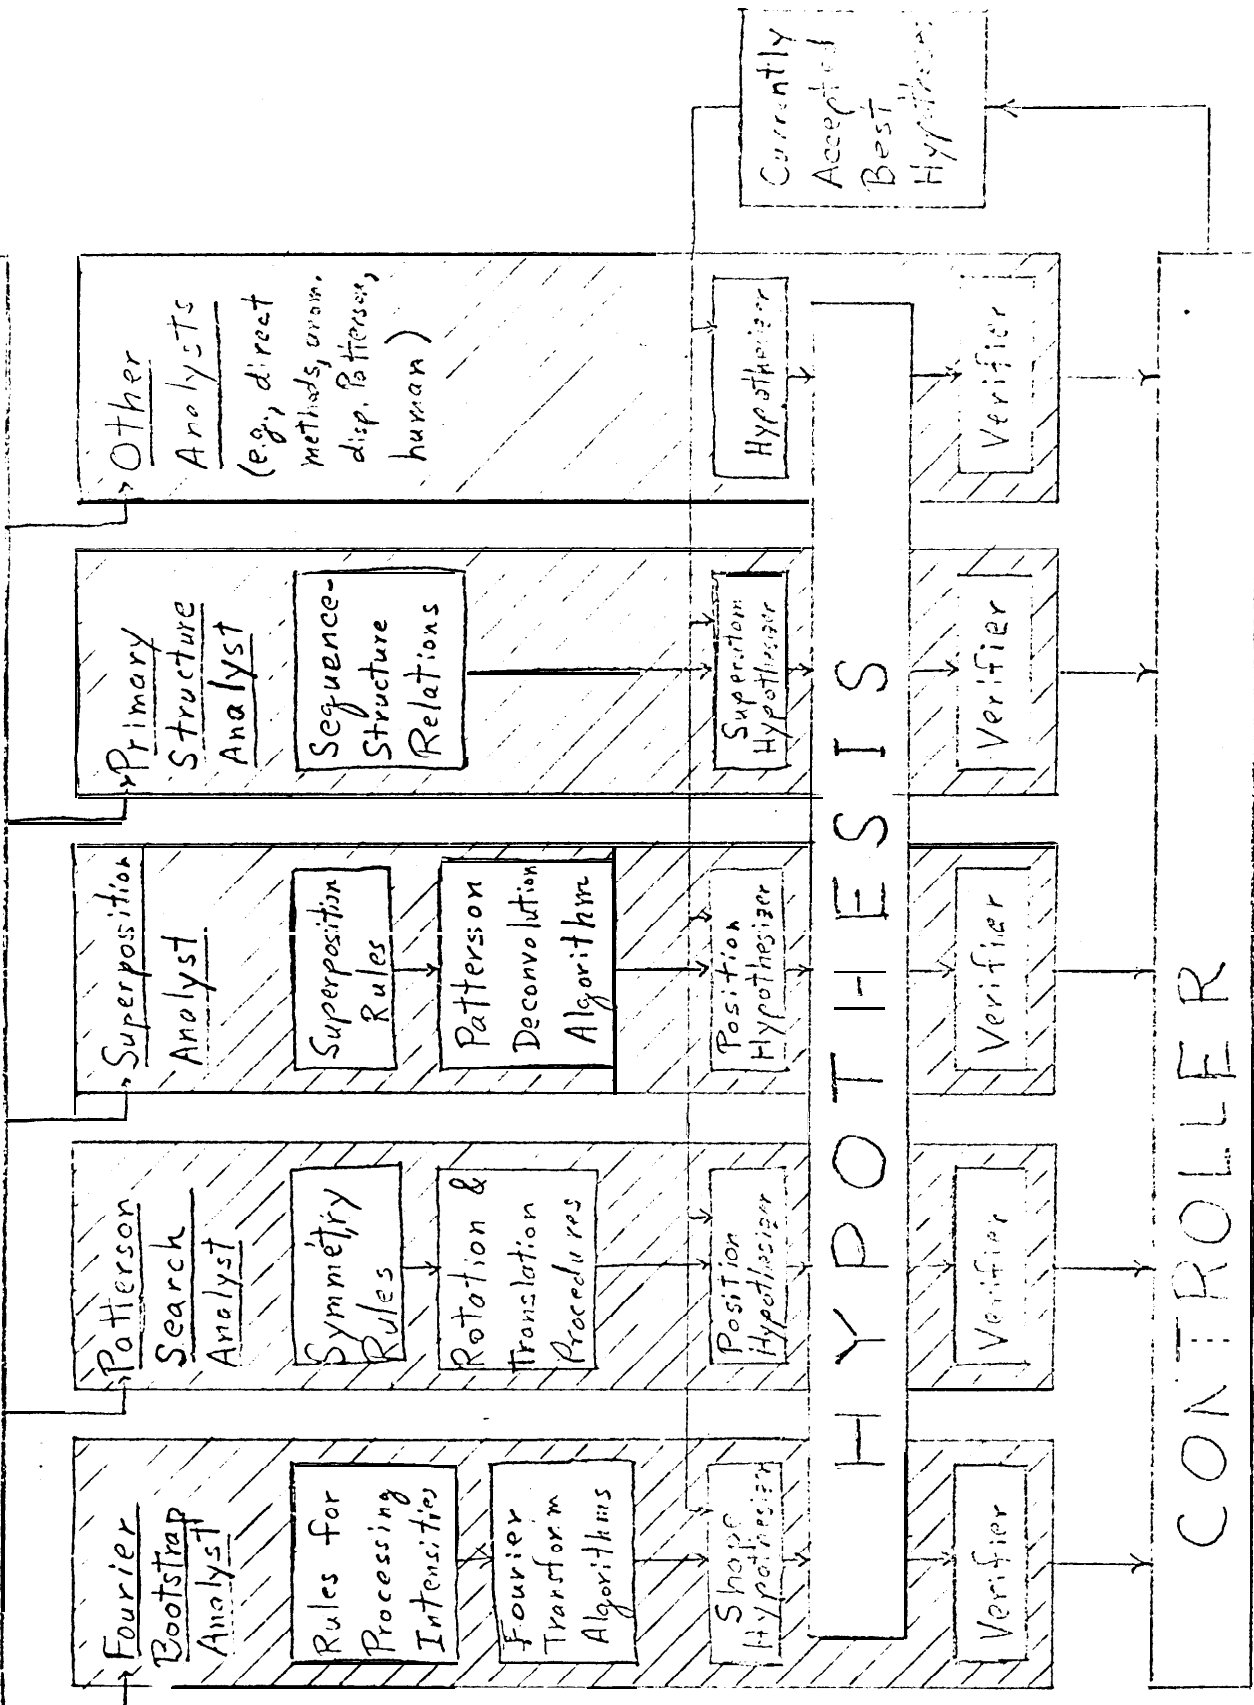 Fourier
Bootstrap
Analyst
Rules for
Processing
Intensities
Fourier
Transform
Algorithms
Shape
Hypothesizer
Verifier
Patterson
Search
Analyst
Symmetry
Rules
Rotation &
Translation
Procedures
Position
Hypothesizer
Verifier
Superposition
Analyst
Superposition
Rules
Patterson
Deconvolution
Algorithm
Position
Hypothesizer
Verifier
Primary
Structure
Analyst
Sequence-
Structure
Relations
Superatom
Hypothesizer
Verifier
Other
Analysts
(e.g., direct
methods, anom.
disp. Patterson,
human)
Hypothesizer
Verifier
HYPOTHESIS
Currently
Accepted
Best
Hypothesis
CONTROLLER